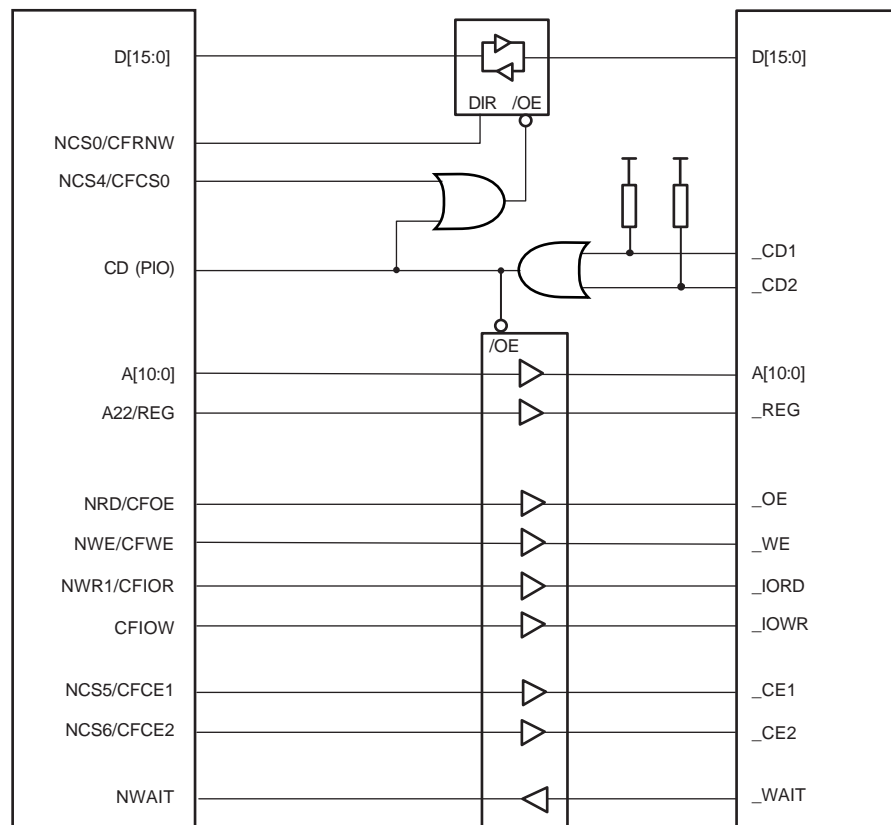 D[15:0] D[15:0]
DIR /OE
NCS0/CFRNW
NCS4/CFCS0
_CD1
CD (PIO)
_CD2
/OE
A[10:0] A[10:0]
A22/REG _REG
NRD/CFOE _OE
NWE/CFWE _WE
NWR1/CFIOR _IORD
CFIOW _IOWR
NCS5/CFCE1 _CE1
NCS6/CFCE2 _CE2
NWAIT _WAIT